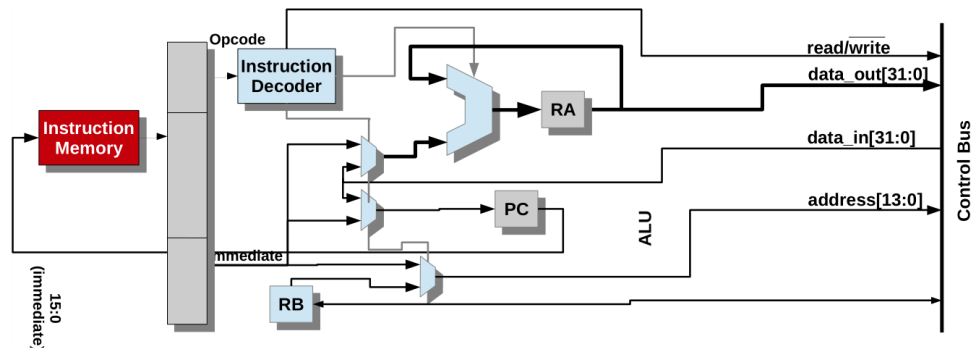 Opcode
Instruction
Decoder
Instruction
Memory
RA
PC
RB
mmediate
ALU
read/write
data_out[31:0]
data_in[31:0]
address[13:0]
Control Bus
15:0
(immediate)